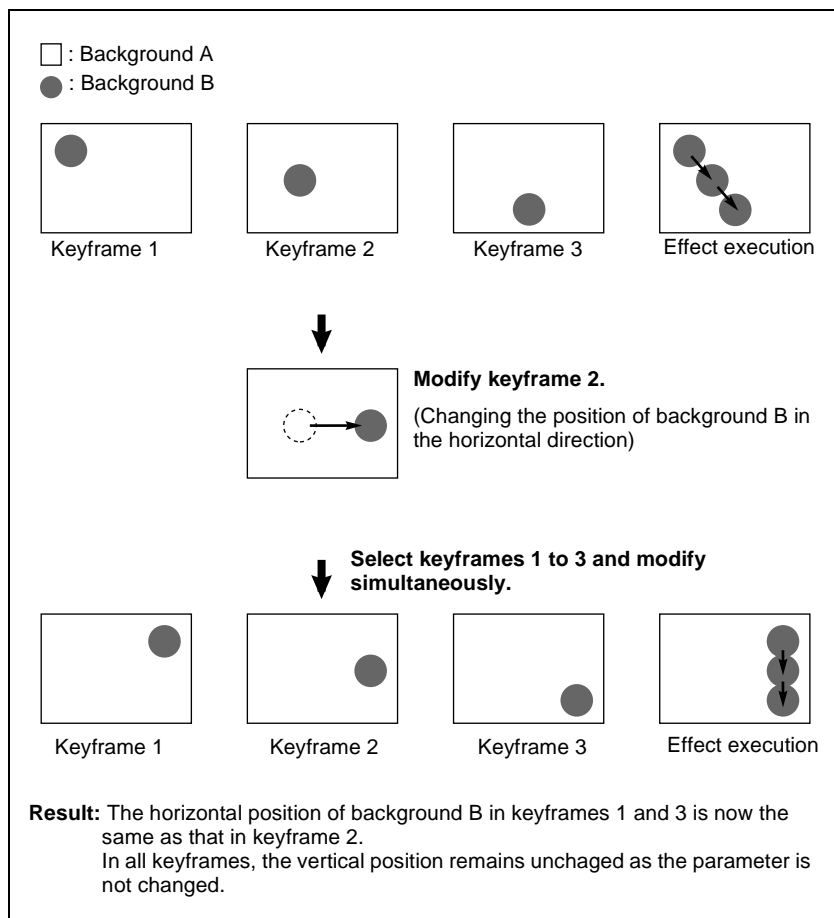 : Background A
: Background B
Keyframe 1
Keyframe 2
Keyframe 3
Effect execution
Modify keyframe 2.
(Changing the position of background B in
the horizontal direction)
Select keyframes 1 to 3 and modify
simultaneously.
Keyframe 1
Keyframe 2
Keyframe 3
Effect execution
Result: The horizontal position of background B in keyframes 1 and 3 is now the
same as that in keyframe 2.
In all keyframes, the vertical position remains unchaged as the parameter is
not changed.